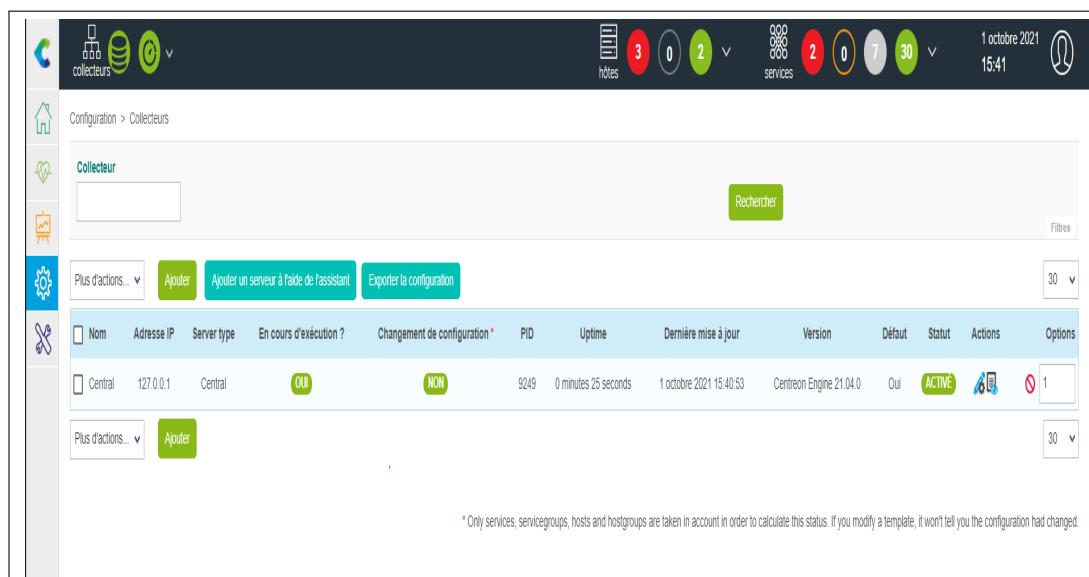 collecteurs
hôtes
3
0
2
services
2
0
7
30
1 octobre 2021
15:41
Configuration > Collecteurs
Collecteur
Rechercher
Filtres
Plus d'actions...
Ajouter
Ajouter un serveur à l'aide de l'assistant
Exporter la configuration
30
Nom Adresse IP Server type En cours d'exécution ? Changement de configuration * PID Uptime Dernière mise à jour Version Défaut Statut Actions Options
Central 127.0.0.1 Central OUI NON 9249 0 minutes 25 seconds 1 octobre 2021 15:40:53 Centreon Engine 21.04.0 Oui ACTIVÉ 1
Plus d'actions...
Ajouter
30
* Only services, servicegroups, hosts and hostgroups are taken in account in order to calculate this status. If you modify a template, it won't tell you the configuration had changed.